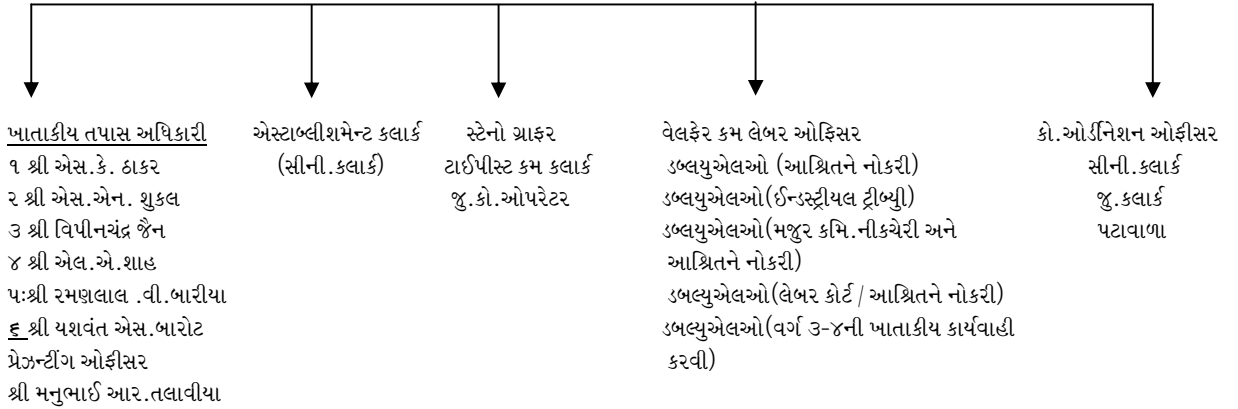 ખાતાકીય તપાસ અધિકારી
૧ શ્રી એસ.કે. ઠાકર
૨ શ્રી એસ.એન. શુકલ
૩ શ્રી વિપીનચંદ્ર જૈન
૪ શ્રી એલ.એ.શાહ
૫ઃશ્રી રમણલાલ .વી.બારીયા
૬ શ્રી યશવંત એસ.બારોટ
પ્રેઝન્ટીંગ ઓફીસર
શ્રી મનુભાઈ આર.તલાવીયા
એસ્ટાબ્લીશમેન્ટ કલાર્ક
(સીની.કલાર્ક)
સ્ટેનો ગ્રાફર
ટાઈપીસ્ટ કમ કલાર્ક
જુ.કો.ઓપરેટર
વેલફેર કમ લેબર ઓફિસર
ડબ્લયુએલઓ (આશ્રિતને નોકરી)
ડબ્લયુએલઓ(ઈન્ડસ્ટ્રીયલ ટ્રીબ્યુી)
ડબ્લયુએલઓ(મજુર કમિ.નીકચેરી અને
આશ્રિતને નોકરી)
ડબલ્યુએલઓ(લેબર કોર્ટ / આશ્રિતને નોકરી)
ડબલ્યુએલઓ(વર્ગ ૩-૪ની ખાતાકીય કાર્યવાહી
કરવી)
કો.ઓર્ડીનેશન ઓફીસર
સીની.કલાર્ક
જુ.કલાર્ક
પટાવાળા